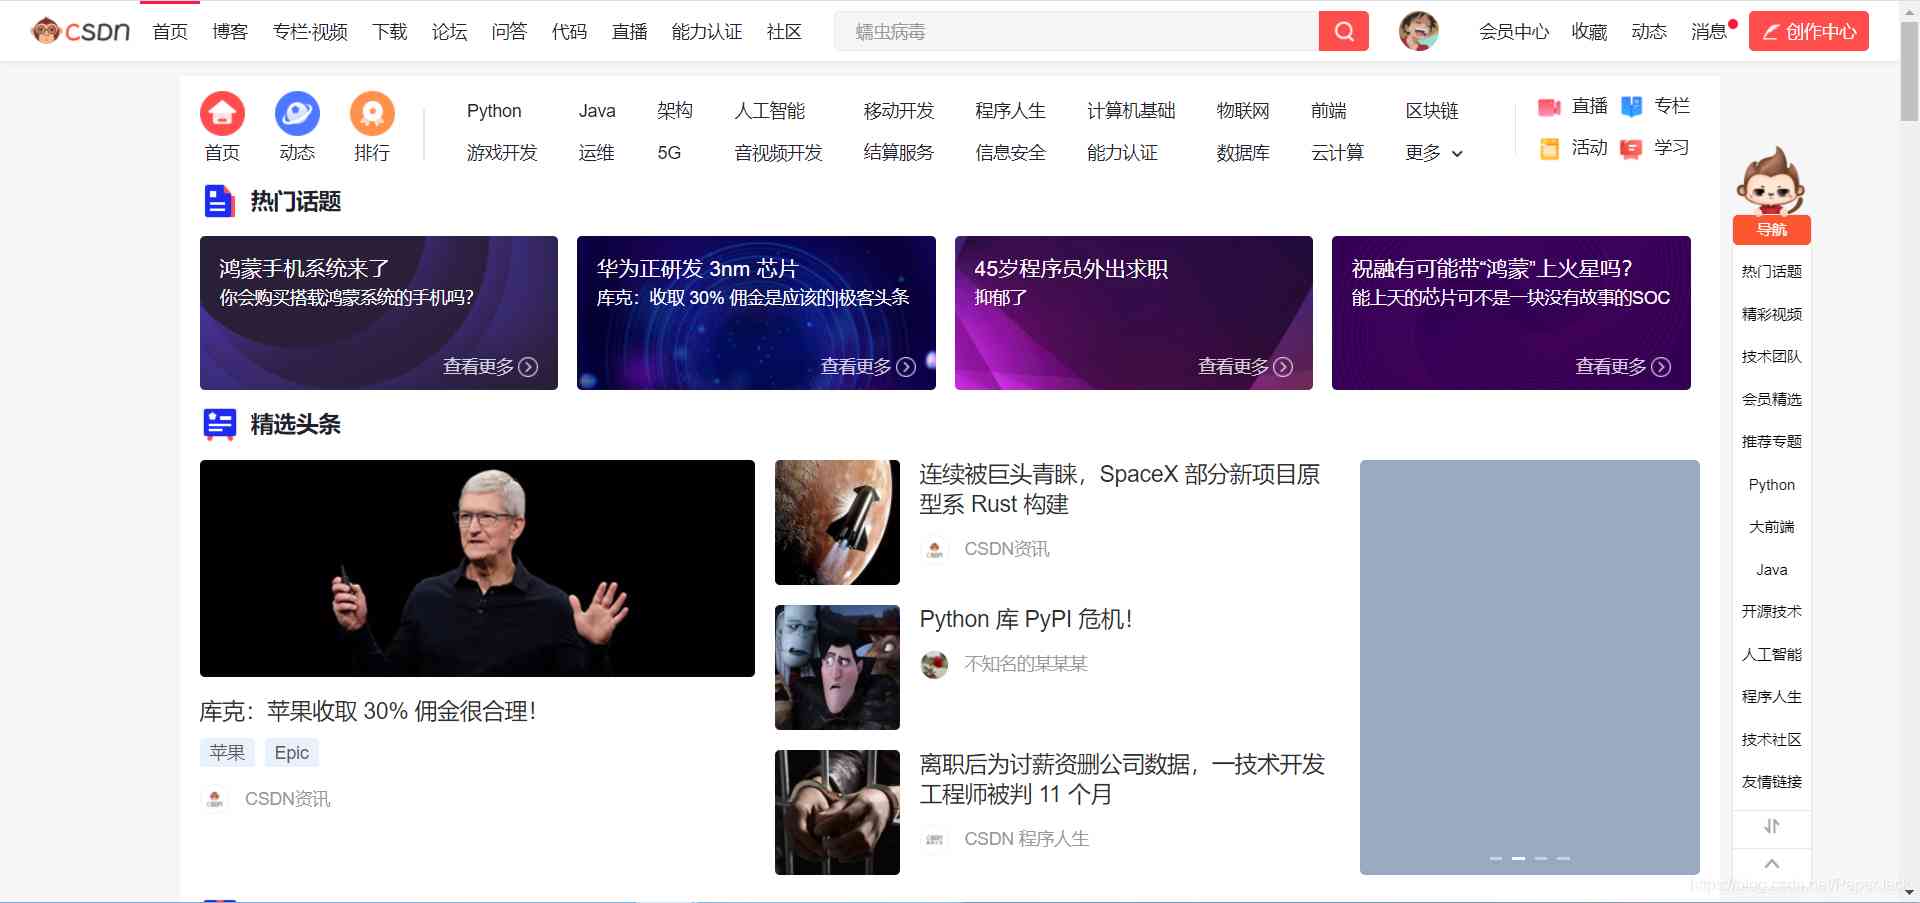 CSDN 首页 博客 专栏·视频 下载 论坛 问答 代码 直播 能力认证 社区 蠕虫病毒 会员中心 收藏 动态 消息 创作中心
首页 动态 排行
Python Java 架构 人工智能 移动开发 程序人生 计算机基础 物联网 前端 区块链
游戏开发 运维 5G 音视频开发 结算服务 信息安全 能力认证 数据库 云计算 更多
直播 专栏
活动 学习
热门话题
鸿蒙手机系统来了
你会购买搭载鸿蒙系统的手机吗？
查看更多
华为正研发 3nm 芯片
库克：收取 30% 佣金是应该的|极客头条
查看更多
45岁程序员外出求职
抑郁了
查看更多
祝融有可能带“鸿蒙”上火星吗？
能上天的芯片可不是一块没有故事的SOC
查看更多
精选头条
库克：苹果收取 30% 佣金很合理！
苹果 Epic
CSDN资讯
连续被巨头青睐，SpaceX 部分新项目原
型系 Rust 构建
CSDN资讯
Python 库 PyPI 危机！
不知名的某某某
离职后为讨薪资删公司数据，一技术开发
工程师被判 11 个月
CSDN 程序人生
导航
热门话题
精彩视频
技术团队
会员精选
推荐专题
Python
大前端
Java
开源技术
人工智能
程序人生
技术社区
友情链接